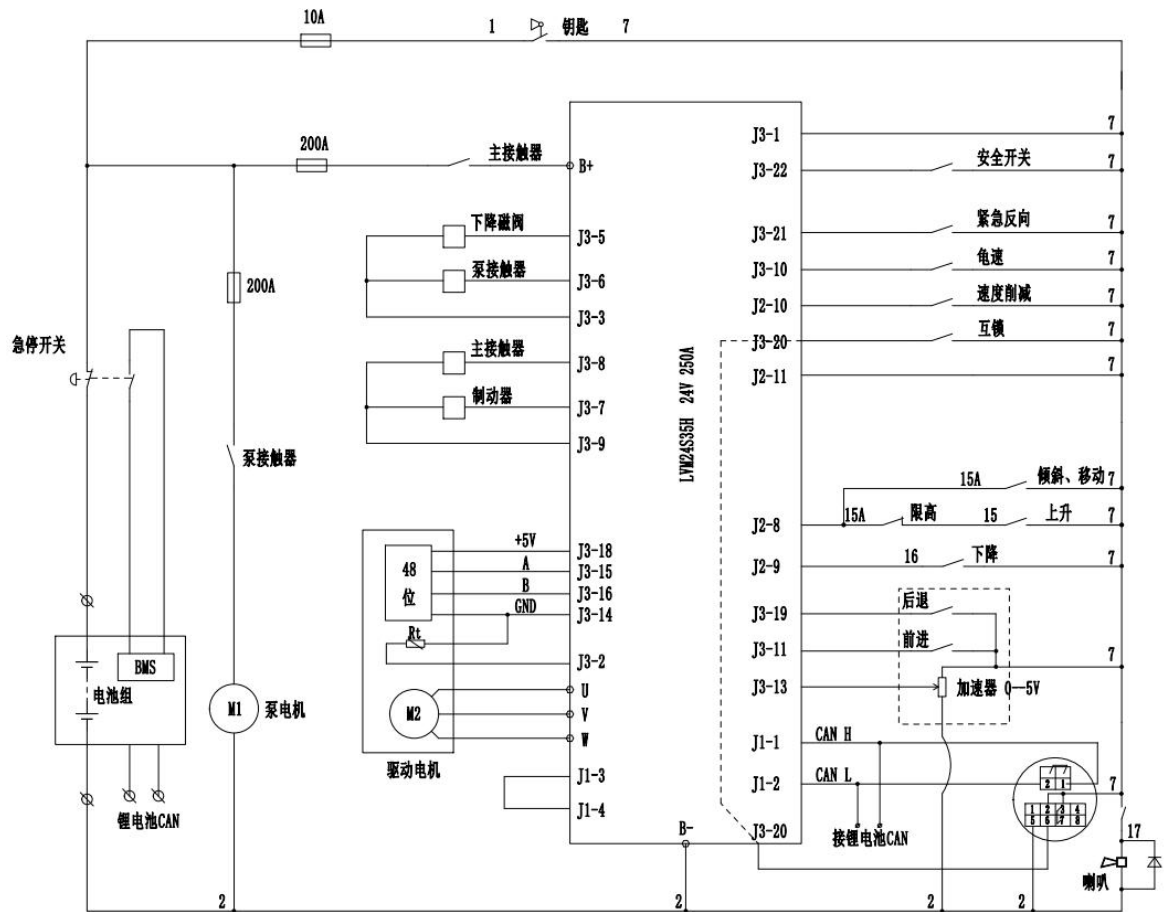 10A
1 钥匙 7
200A
主接触器
B+
J3-1 7
J3-22 安全开关 7
下降磁阀
J3-5
J3-21 紧急反向 7
泵接触器
J3-6
J3-10 龟速 7
200A
J3-3
J2-10 速度削减 7
急停开关
主接触器
J3-8
J3-20 互锁 7
J2-11 7
制动器
J3-7
J3-9
LVM24S35H 24V 250A
泵接触器
15A 倾斜、移动 7
J2-8 15A 限高 15 上升 7
48位
+5V J3-18
A J3-15
B J3-16
GND J3-14
J2-9 16 下降 7
Rt
J3-2
J3-19 后退
J3-11 前进
7
BMS
电池组
M1 泵电机
M2
U
V
W
驱动电机
J3-13 加速器 0--5V
J1-1 CAN H
J1-2 CAN L
J1-3
J1-4
锂电池CAN
接锂电池CAN
7 7
2 1
1 2 3 4
5 6 7 8
7
B-
J3-20
17
喇叭
2 2 2 2